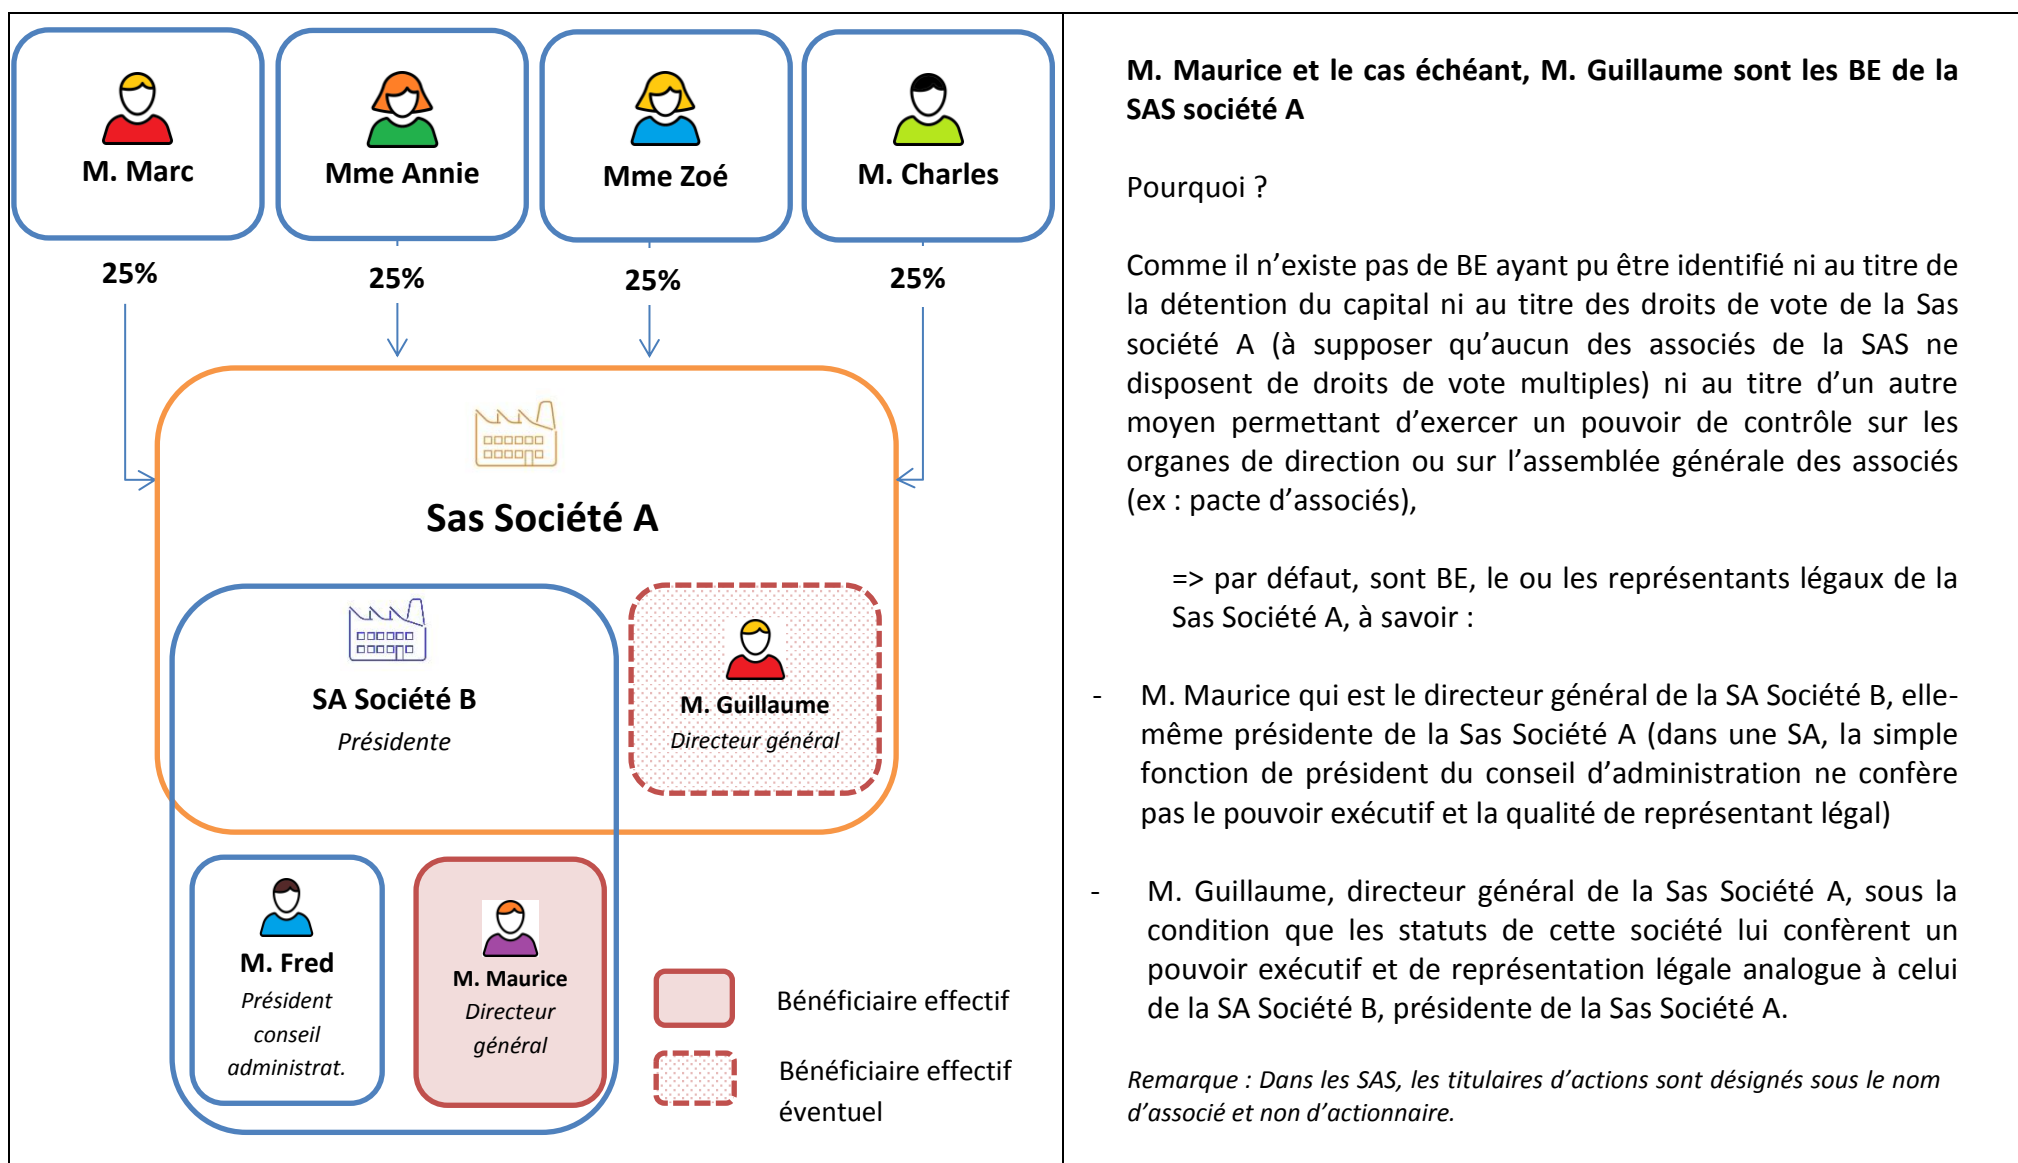 M. Marc
Mme Annie
Mme Zoé
M. Charles
25%
25%
25%
25%
Sas Société A
SA Société B
Présidente
M. Guillaume
Directeur général
M. Fred
Président
conseil
administrat.
M. Maurice
Directeur
général
Bénéficiaire effectif
Bénéficiaire effectif
éventuel
M. Maurice et le cas échéant, M. Guillaume sont les BE de la
SAS société A
Pourquoi ?
Comme il n’existe pas de BE ayant pu être identifié ni au titre de
la détention du capital ni au titre des droits de vote de la Sas
société A (à supposer qu’aucun des associés de la SAS ne
disposent de droits de vote multiples) ni au titre d’un autre
moyen permettant d’exercer un pouvoir de contrôle sur les
organes de direction ou sur l’assemblée générale des associés
(ex : pacte d’associés),
=> par défaut, sont BE, le ou les représentants légaux de la
Sas Société A, à savoir :
- M. Maurice qui est le directeur général de la SA Société B, elle-
même présidente de la Sas Société A (dans une SA, la simple
fonction de président du conseil d’administration ne confère
pas le pouvoir exécutif et la qualité de représentant légal)
- M. Guillaume, directeur général de la Sas Société A, sous la
condition que les statuts de cette société lui confèrent un
pouvoir exécutif et de représentation légale analogue à celui
de la SA Société B, présidente de la Sas Société A.
Remarque : Dans les SAS, les titulaires d’actions sont désignés sous le nom
d’associé et non d’actionnaire.